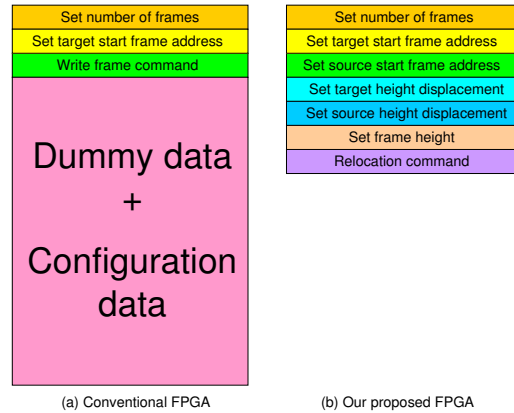 Set number of frames
Set target start frame address
Write frame command
Dummy data
+
Configuration
data
(a) Conventional FPGA
Set number of frames
Set target start frame address
Set source start frame address
Set target height displacement
Set source height displacement
Set frame height
Relocation command
(b) Our proposed FPGA